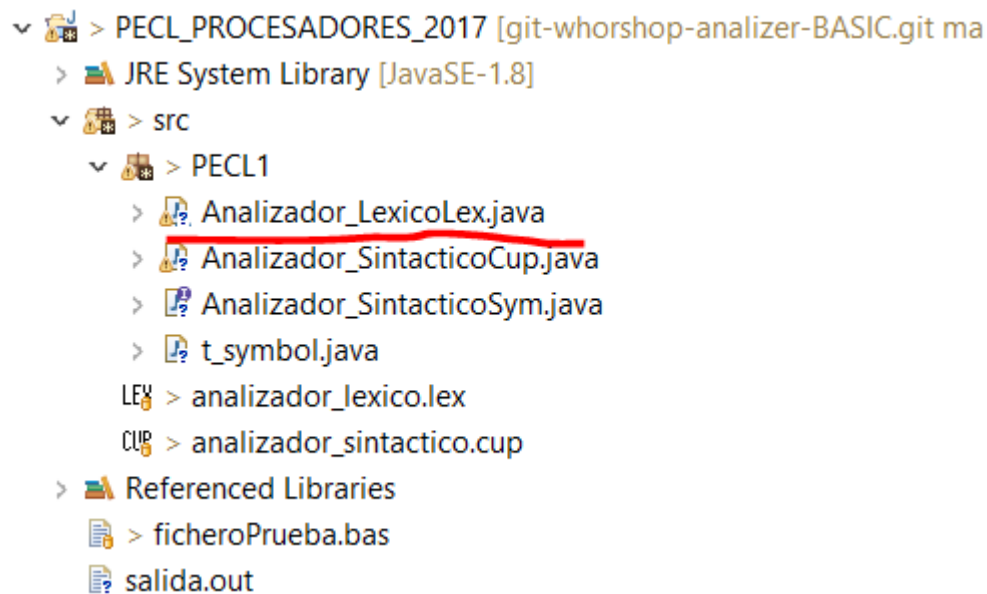 > PECL_PROCESADORES_2017 [git-whorshop-analizer-BASIC.git ma
JRE System Library [JavaSE-1.8]
> src
> PECL1
Analizador_LexicoLex.java
Analizador_SintacticoCup.java
Analizador_SintacticoSym.java
t_symbol.java
LEX > analizador_lexico.lex
CUP > analizador_sintactico.cup
Referenced Libraries
> ficheroPrueba.bas
salida.out